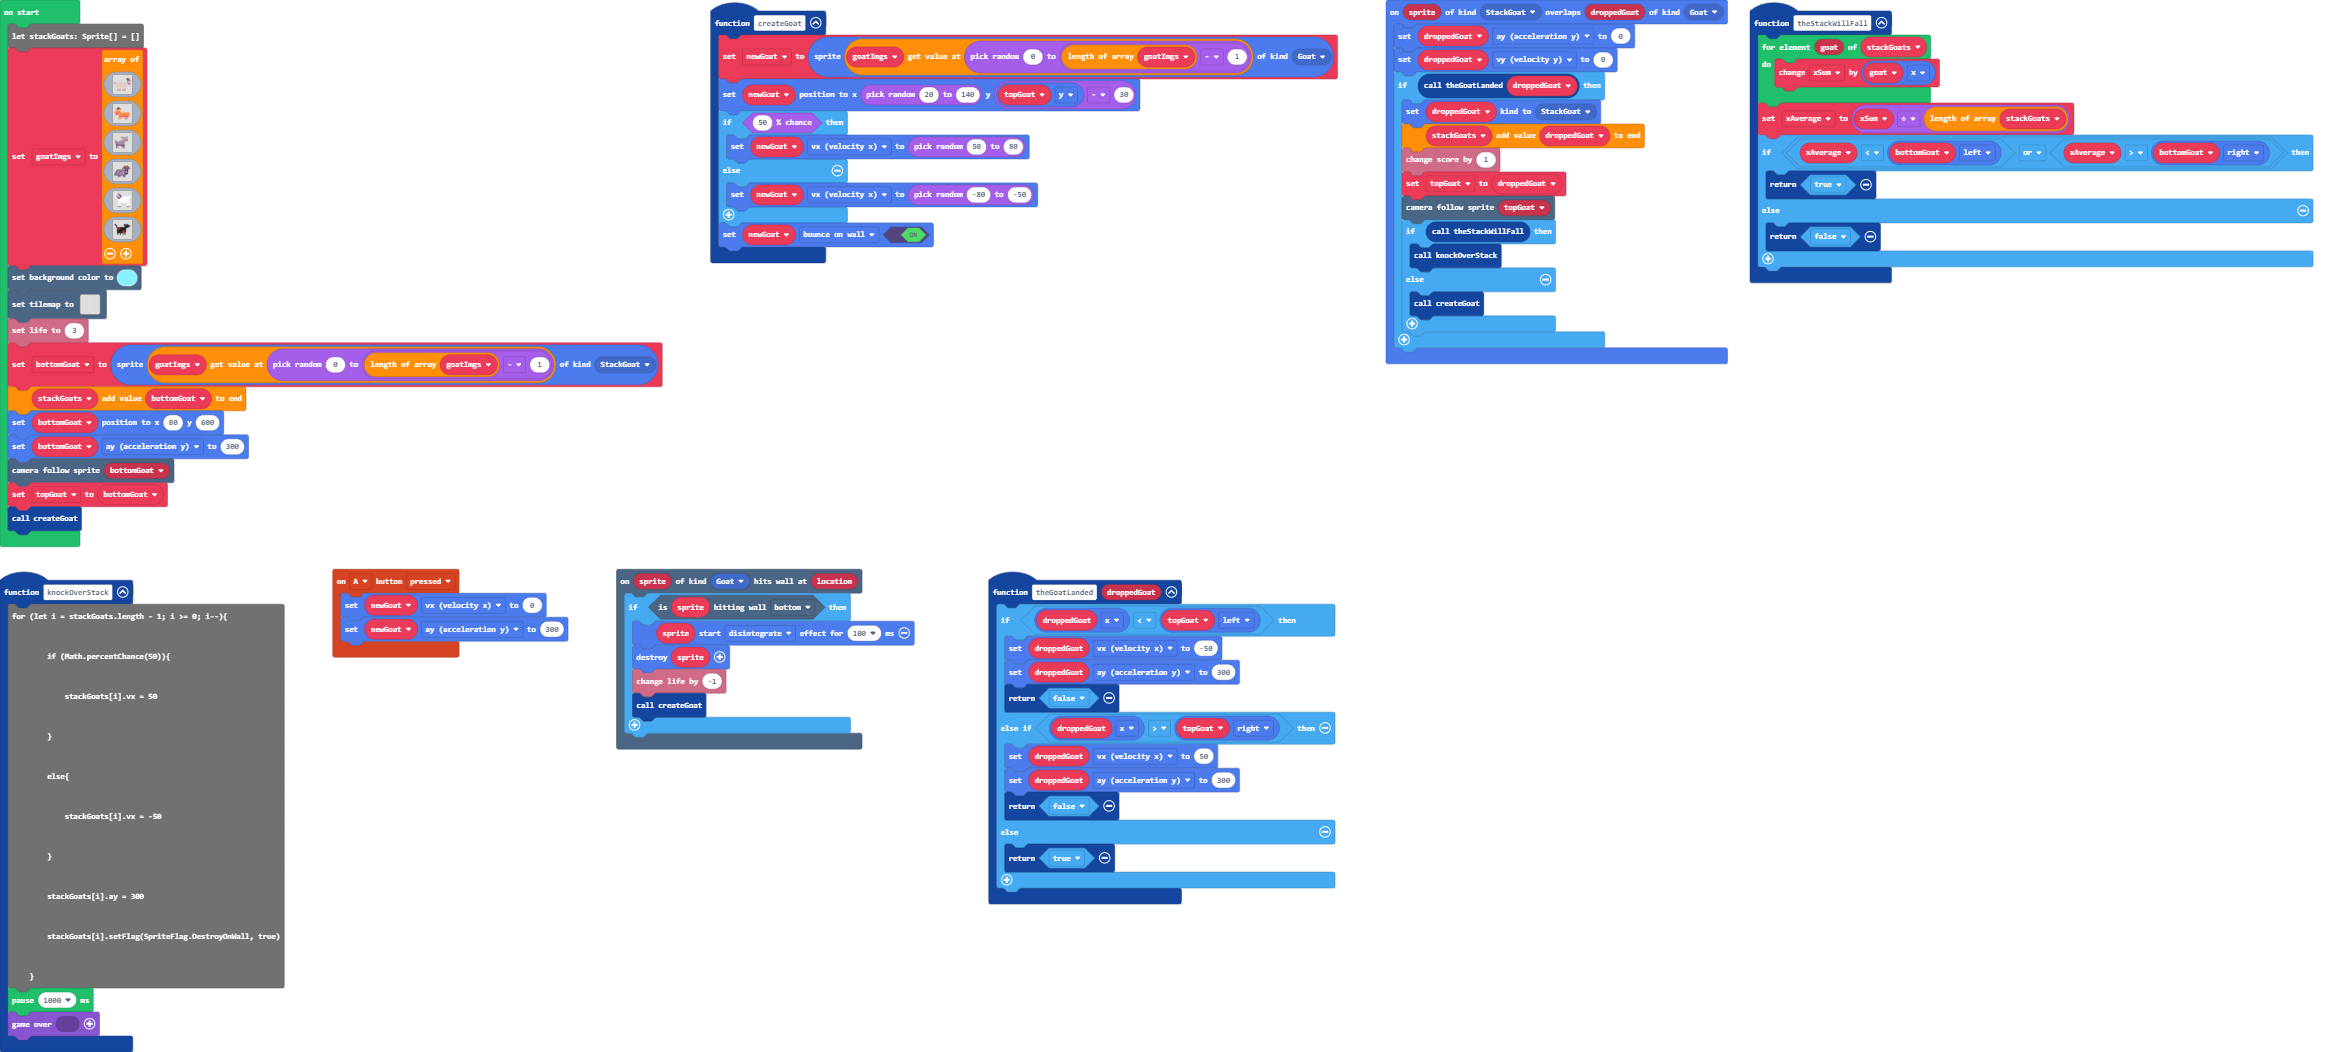 on start
let stackGoats: Sprite[] = []
set goatImgs to array of
set background color to
set tilemap to
set life to 3
set bottomGoat to sprite goatImgs get value at pick random 0 to length of array goatImgs - 1 of kind StackGoat
stackGoats add value bottomGoat to end
set bottomGoat position to x 80 y 600
set bottomGoat ay (acceleration y) to 300
camera follow sprite bottomGoat
set topGoat to bottomGoat
call createGoat
function createGoat
set newGoat to sprite goatImgs get value at pick random 0 to length of array goatImgs - 1 of kind Goat
set newGoat position to x pick random 20 to 140 y topGoat y - 30
if 50 % chance then
set newGoat vx (velocity x) to pick random 50 to 80
else
set newGoat vx (velocity x) to pick random -80 to -50
set newGoat bounce on wall ON
on sprite of kind StackGoat overlaps droppedGoat of kind Goat
set droppedGoat ay (acceleration y) to 0
set droppedGoat vy (velocity y) to 0
if call theGoatLanded droppedGoat then
set droppedGoat kind to StackGoat
stackGoats add value droppedGoat to end
change score by 1
set topGoat to droppedGoat
camera follow sprite topGoat
if call theStackWillFall then
call knockOverStack
else
call createGoat
function theStackWillFall
for element goat of stackGoats
do change xSum by goat x
set xAverage to xSum ÷ length of array stackGoats
if xAverage < bottomGoat left or xAverage > bottomGoat right then
return true
else
return false
function knockOverStack
for (let i = stackGoats.length - 1; i >= 0; i--){
if (Math.percentChance(50)){
stackGoats[i].vx = 50
}
else{
stackGoats[i].vx = -50
}
stackGoats[i].ay = 300
stackGoats[i].setFlag(SpriteFlag.DestroyOnWall, true)
}
pause 1000 ms
game over
on A button pressed
set newGoat vx (velocity x) to 0
set newGoat ay (acceleration y) to 300
on sprite of kind Goat hits wall at location
if is sprite hitting wall bottom then
sprite start disintegrate effect for 100 ms
destroy sprite
change life by -1
call createGoat
function theGoatLanded droppedGoat
if droppedGoat x < topGoat left then
set droppedGoat vx (velocity x) to -50
set droppedGoat ay (acceleration y) to 300
return false
else if droppedGoat x > topGoat right then
set droppedGoat vx (velocity x) to 50
set droppedGoat ay (acceleration y) to 300
return false
else
return true